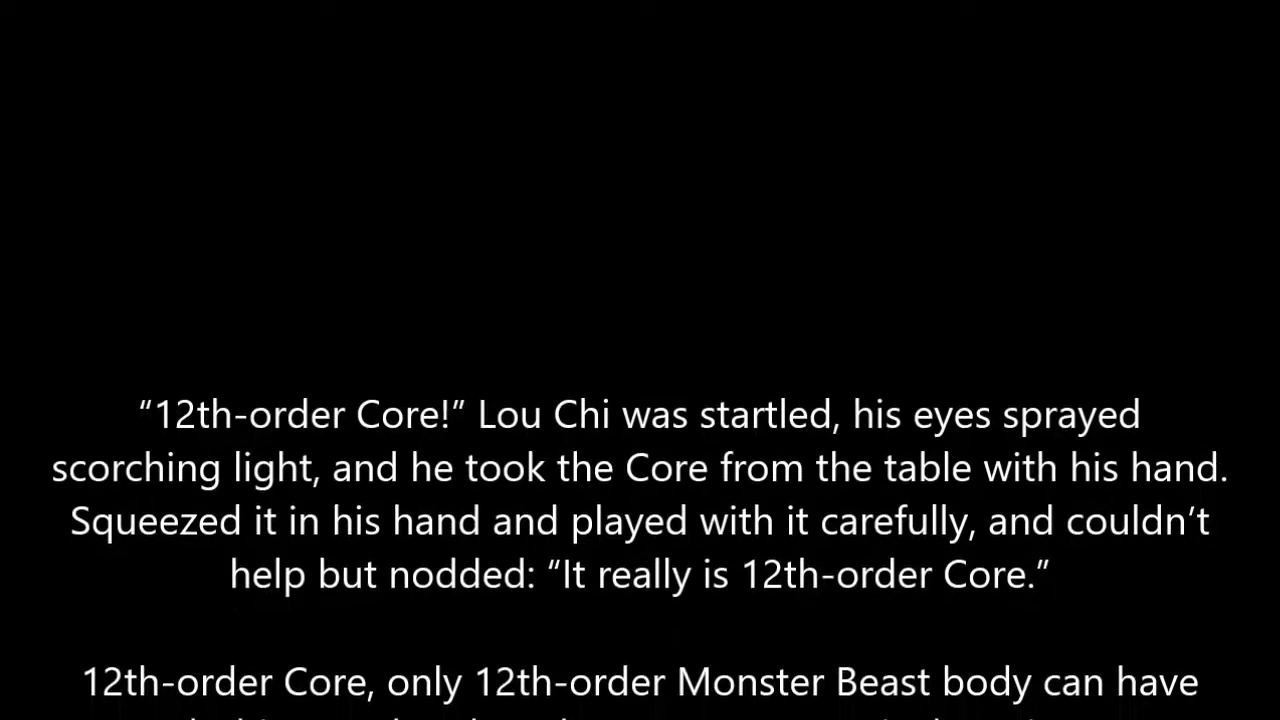 “12th-order Core!” Lou Chi was startled, his eyes sprayed
scorching light, and he took the Core from the table with his hand.
Squeezed it in his hand and played with it carefully, and couldn’t
help but nodded: “It really is 12th-order Core.”
12th-order Core, only 12th-order Monster Beast body can have